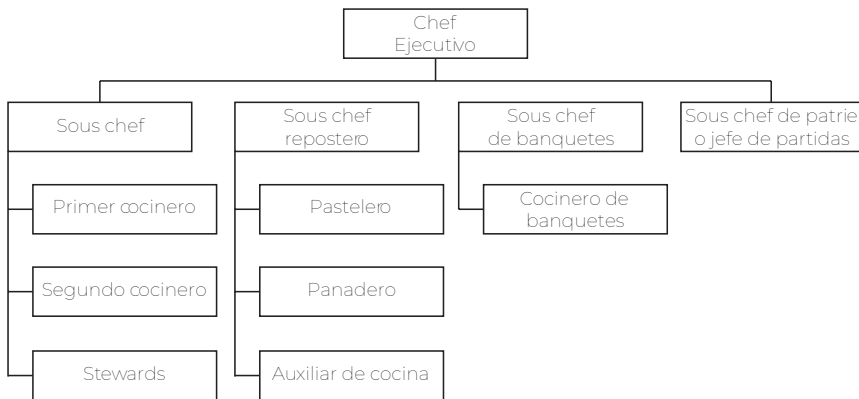 Chef
Ejecutivo
Sous chef
Sous chef
repostero
Sous chef
de banquetes
Sous chef de patrie
o jefe de partidas
Primer cocinero
Pastelero
Cocinero de
banquetes
Segundo cocinero
Panadero
Stewards
Auxiliar de cocina